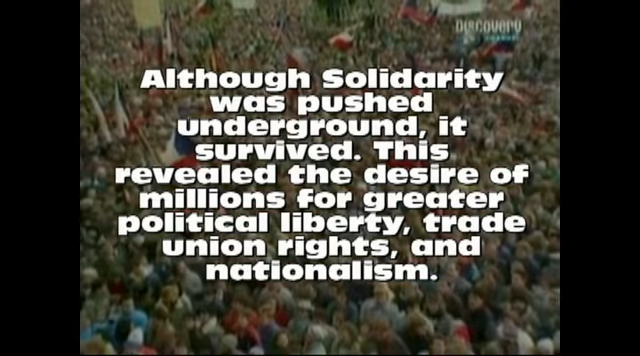 Discovery
CHANNEL
Although Solidarity
was pushed
underground, it
survived. This
revealed the desire of
millions for greater
political liberty, trade
union rights, and
nationalism.